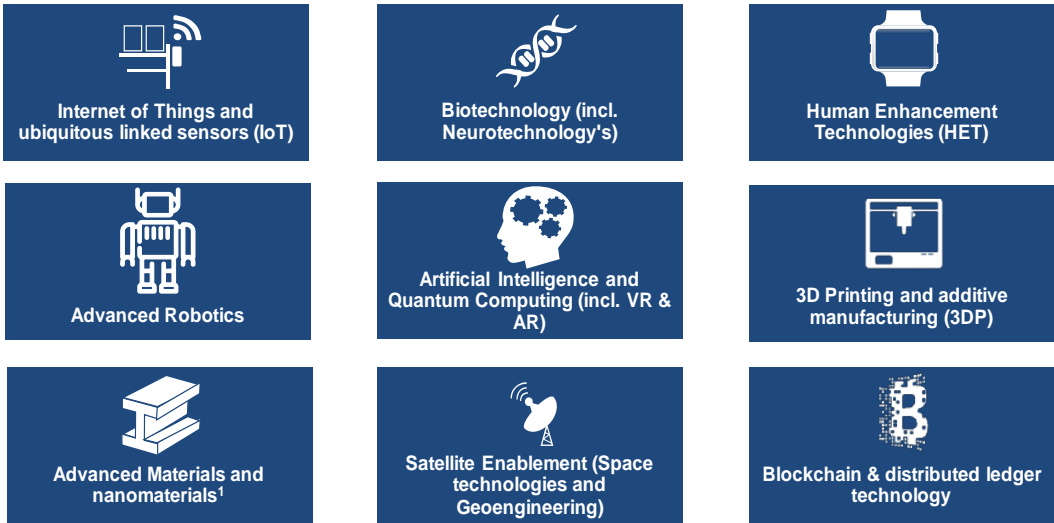 Internet of Things and
ubiquitous linked sensors (IoT)
Biotechnology (incl.
Neurotechnology's)
Human Enhancement
Technologies (HET)
Advanced Robotics
Artificial Intelligence and
Quantum Computing (incl. VR &
AR)
3D Printing and additive
manufacturing (3DP)
Advanced Materials and
nanomaterials¹
Satellite Enablement (Space
technologies and
Geoengineering)
Blockchain & distributed ledger
technology